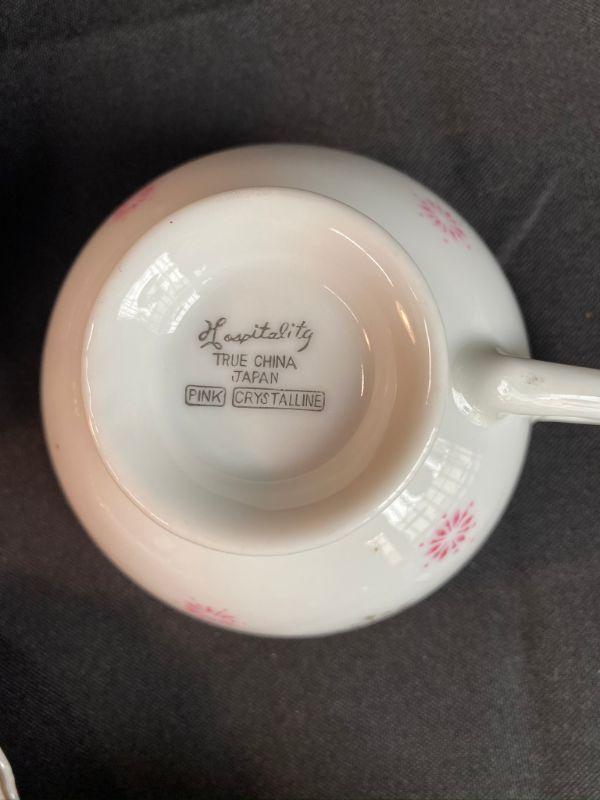 Hospitality
TRUE CHINA
JAPAN
PINK CRYSTALLINE